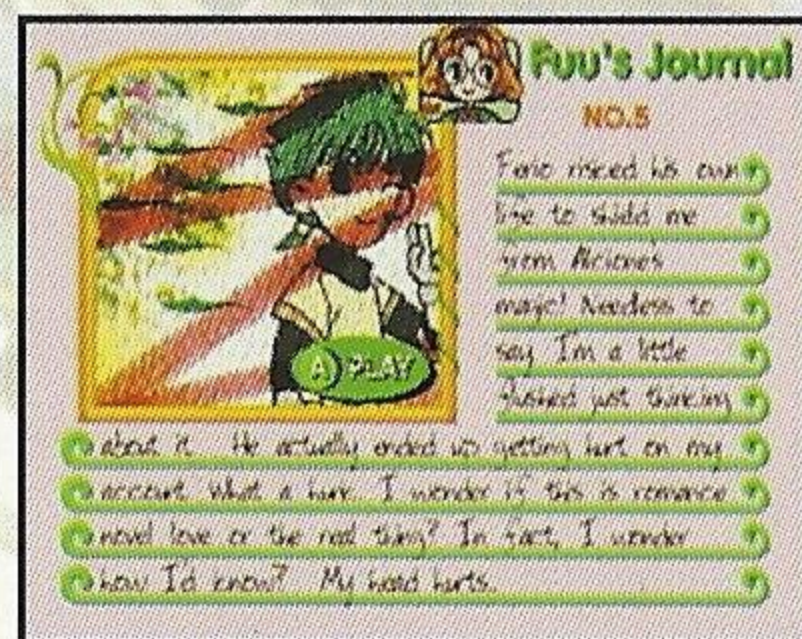 Fuu's Journal
NO.5
Ferio risked his own
life to shield me
from Alcione's
magic! Needless to
say I'm a little
flushed just thinking
A PLAY
about it. He actually ended up getting hurt on my
account. What a hunk. I wonder if this is romance
novel love or the real thing? In fact, I wonder
how I'd know? My head hurts.